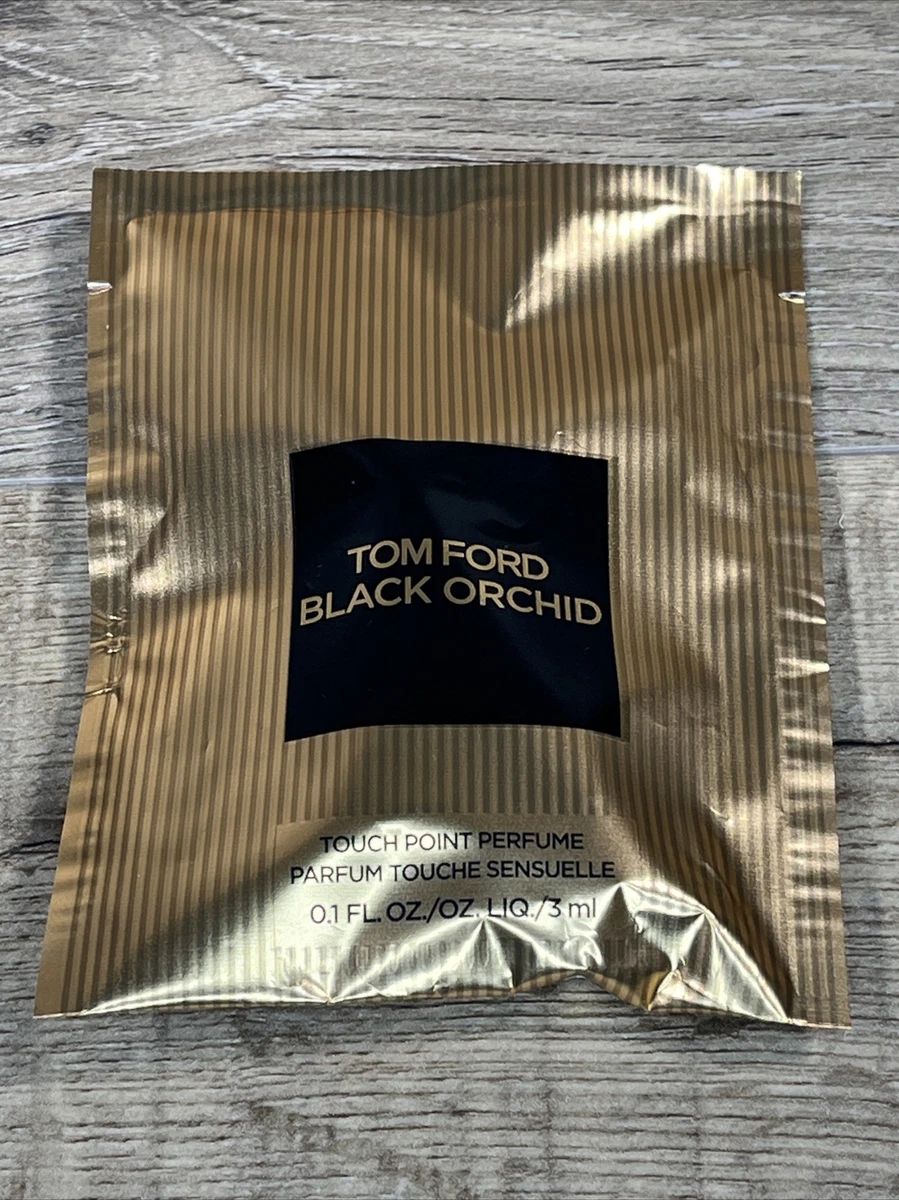 TOM FORD
BLACK ORCHID
TOUCH POINT PERFUME
PARFUM TOUCHE SENSUELLE
0.1 FL. OZ./OZ. LIQ./3 ml